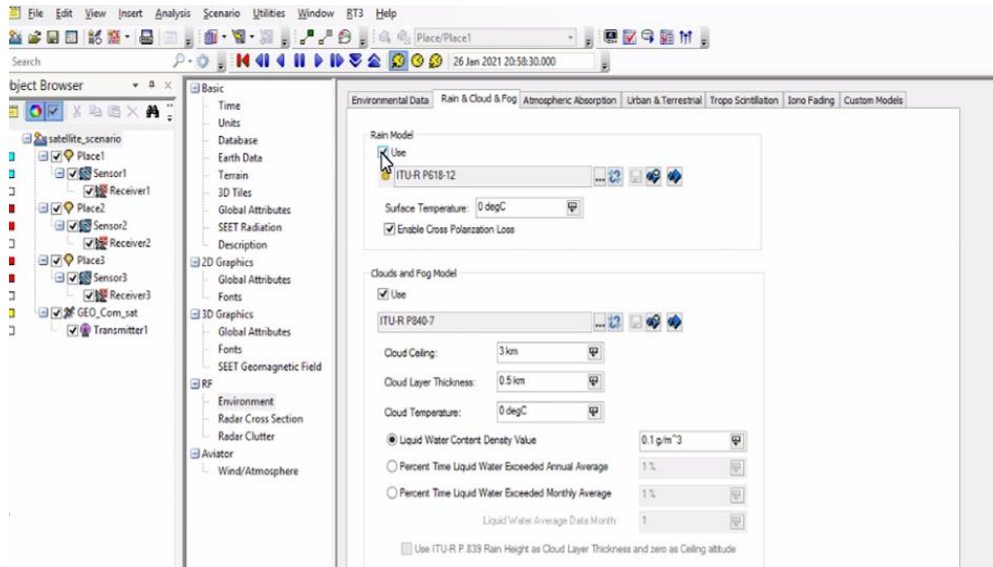 File Edit View Insert Analysis Scenario Utilities Window RT3 Help
Place/Place1
Search
26 Jan 2021 20:58:30.000
bject Browser
satellite_scenario
Place1
Sensor1
Receiver1
Place2
Sensor2
Receiver2
Place3
Sensor3
Receiver3
GEO_Com_sat
Transmitter1
Basic
Time
Units
Database
Earth Data
Terrain
3D Tiles
Global Attributes
SEET Radiation
Description
2D Graphics
Global Attributes
Fonts
3D Graphics
Global Attributes
Fonts
SEET Geomagnetic Field
RF
Environment
Radar Cross Section
Radar Clutter
Aviator
Wind/Atmosphere
Environmental Data Rain & Cloud & Fog Atmospheric Absorption Urban & Terrestrial Tropo Scintillation Iono Fading Custom Models
Rain Model
Use
ITU-R P618-12 ...
Surface Temperature: 0 degC
Enable Cross Polarization Loss
Clouds and Fog Model
Use
ITU-R P840-7 ...
Cloud Ceiling: 3 km
Cloud Layer Thickness: 0.5 km
Cloud Temperature: 0 degC
Liquid Water Content Density Value 0.1 g/m^3
Percent Time Liquid Water Exceeded Annual Average 1 %
Percent Time Liquid Water Exceeded Monthly Average 1 %
Liquid Water Average Data Month: 1
Use ITU-R P 839 Rain Height as Cloud Layer Thickness and zero as Ceiling altitude